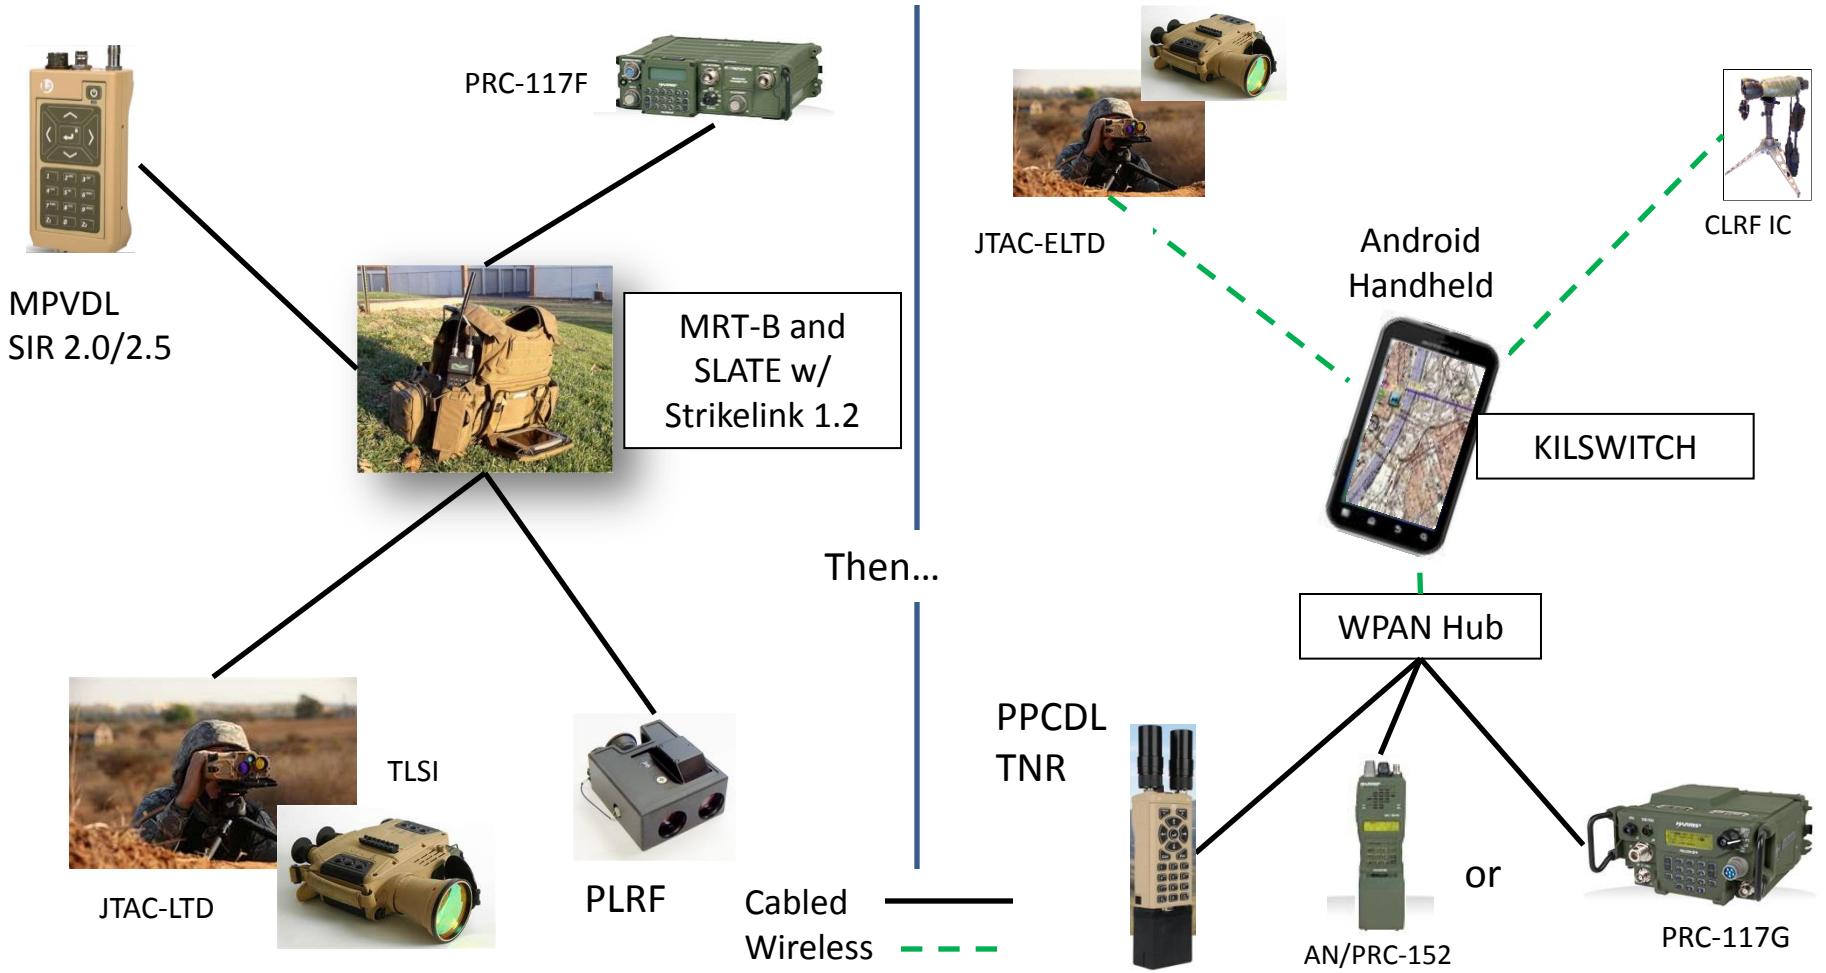 PRC-117F
MPVDL
SIR 2.0/2.5
MRT-B and
SLATE w/
Strikelink 1.2
TLSI
JTAC-LTD
PLRF
Then…
Cabled
Wireless
JTAC-ELTD
CLRF IC
Android
Handheld
KILSWITCH
WPAN Hub
PPCDL
TNR
AN/PRC-152
or
PRC-117G